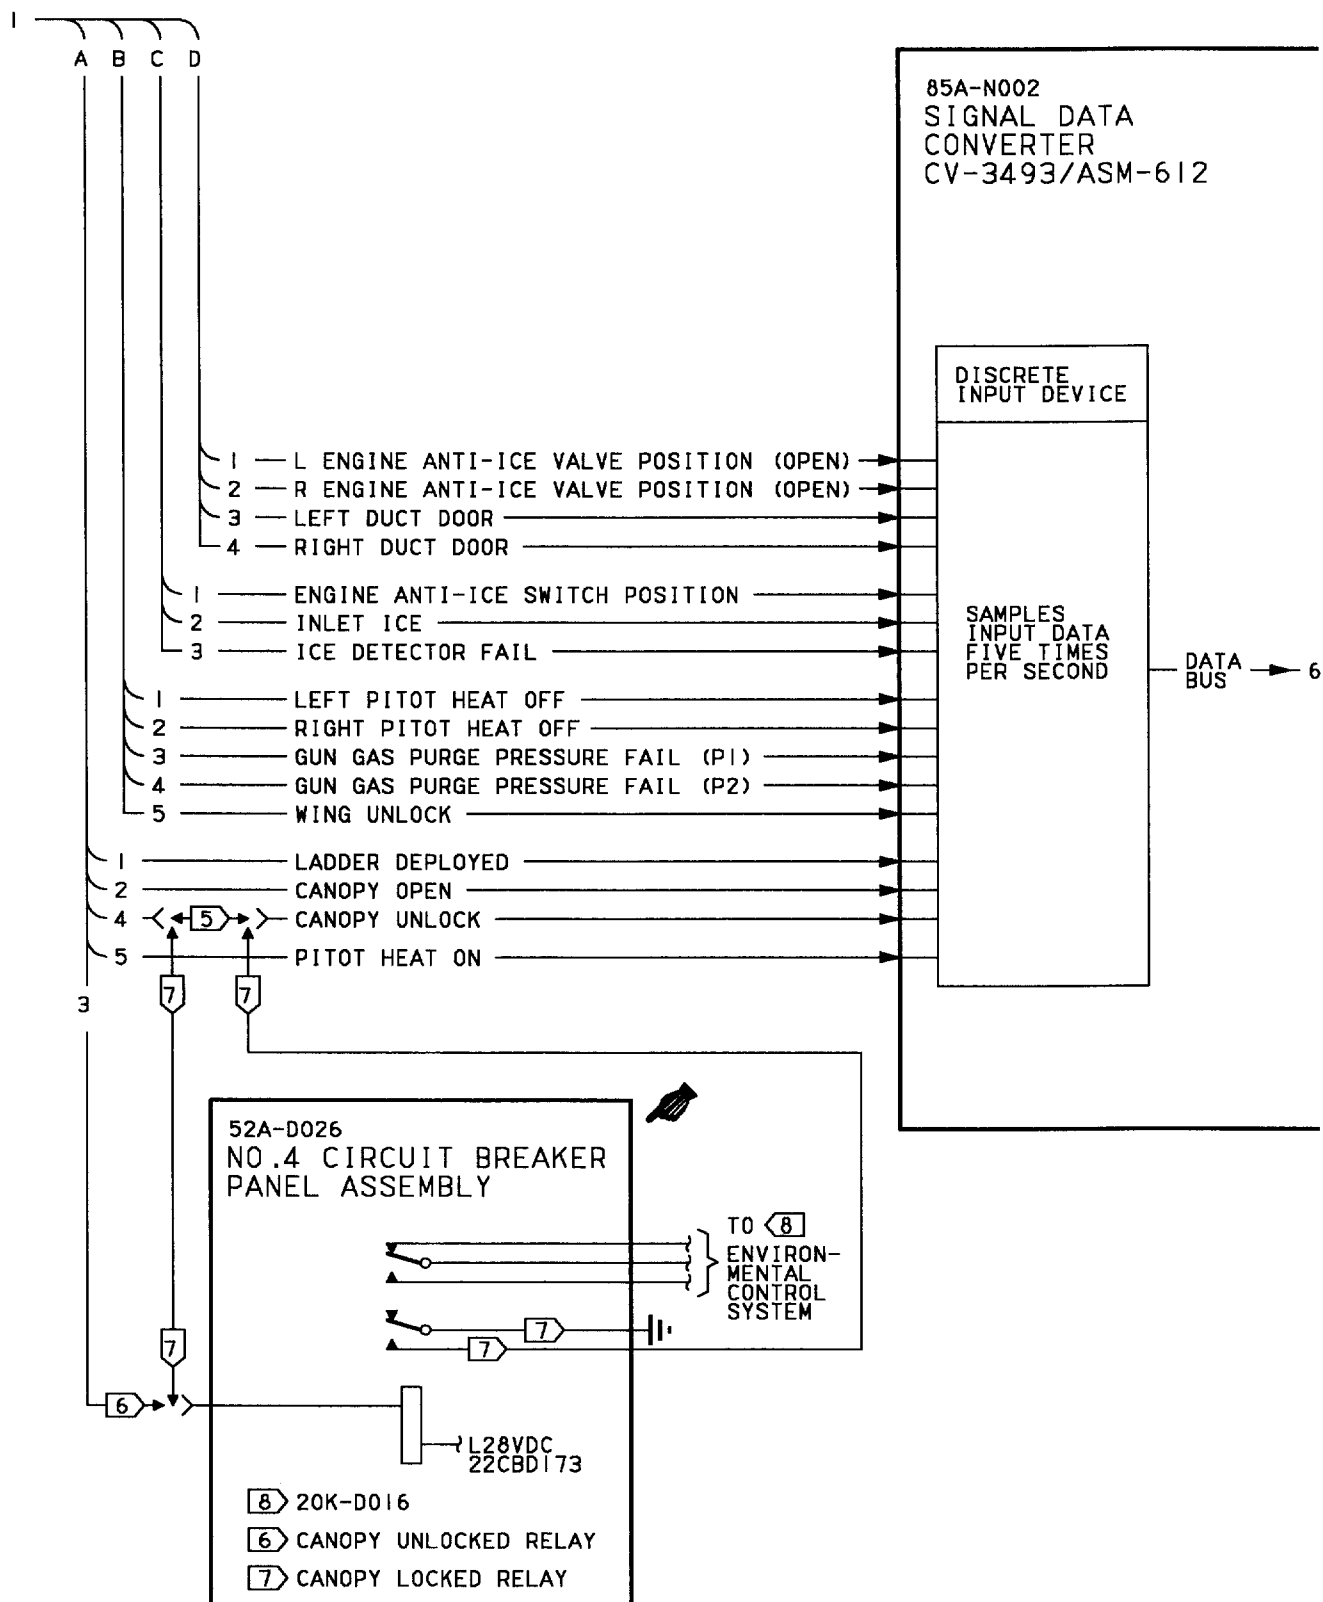 1
A B C D
85A-N002
SIGNAL DATA
CONVERTER
CV-3493/ASM-612
DISCRETE
INPUT DEVICE
1 L ENGINE ANTI-ICE VALVE POSITION (OPEN)
2 R ENGINE ANTI-ICE VALVE POSITION (OPEN)
3 LEFT DUCT DOOR
4 RIGHT DUCT DOOR
1 ENGINE ANTI-ICE SWITCH POSITION
2 INLET ICE
3 ICE DETECTOR FAIL
SAMPLES
INPUT DATA
FIVE TIMES
PER SECOND
DATA
BUS
6
1 LEFT PITOT HEAT OFF
2 RIGHT PITOT HEAT OFF
3 GUN GAS PURGE PRESSURE FAIL (P1)
4 GUN GAS PURGE PRESSURE FAIL (P2)
5 WING UNLOCK
1 LADDER DEPLOYED
2 CANOPY OPEN
4 5 CANOPY UNLOCK
5 PITOT HEAT ON
3
7 7
52A-D026
NO.4 CIRCUIT BREAKER
PANEL ASSEMBLY
TO 8
ENVIRON-
MENTAL
CONTROL
SYSTEM
7
7
7
6
L28VDC
22CBD173
8 20K-D016
6 CANOPY UNLOCKED RELAY
7 CANOPY LOCKED RELAY